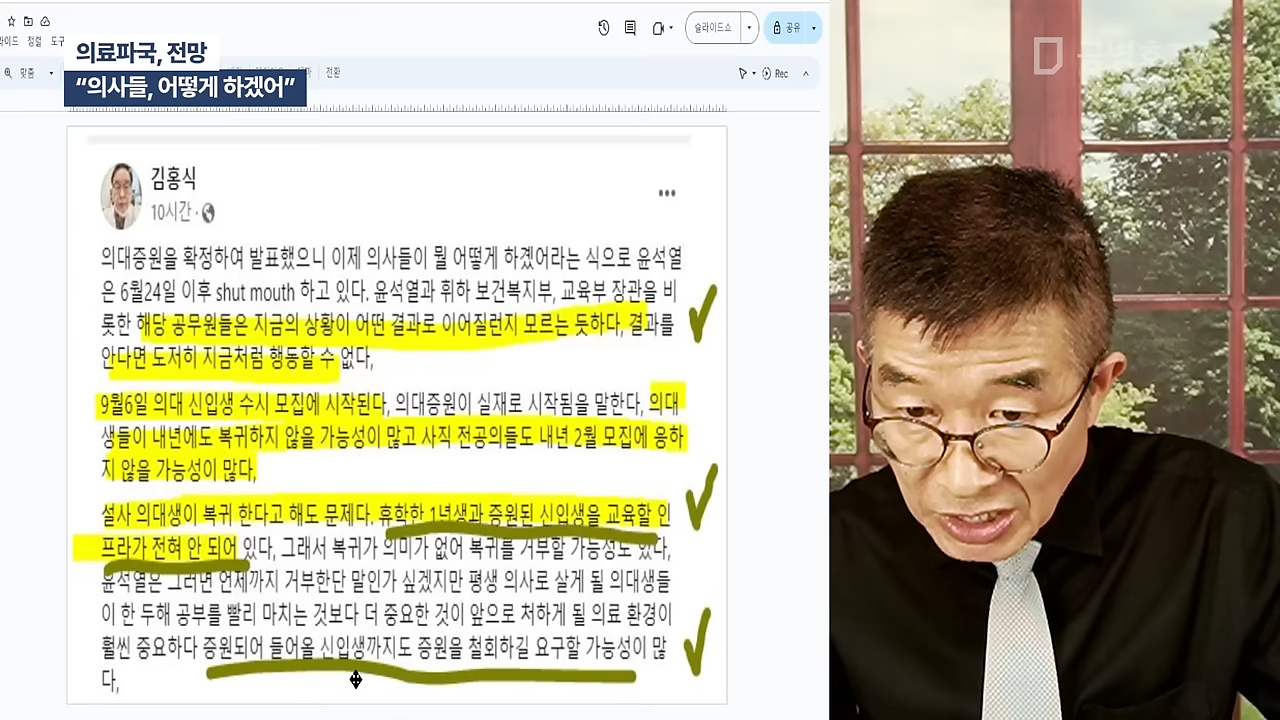 정렬
도구
슬라이드쇼
공유
의료파국, 전망
“의사들, 어떻게 하겠어”
맞춤
전환
Rec
김홍식
10시간 ·
의대증원을 확정하여 발표했으니 이제 의사들이 뭘 어떻게 하겠어라는 식으로 윤석열
은 6월24일 이후 shut mouth 하고 있다. 윤석열과 휘하 보건복지부, 교육부 장관을 비
롯한 해당 공무원들은 지금의 상황이 어떤 결과로 이어질런지 모르는 듯하다, 결과를
안다면 도저히 지금처럼 행동할 수 없다,
9월6일 의대 신입생 수시 모집에 시작된다, 의대증원이 실재로 시작됨을 말한다, 의대
생들이 내년에도 복귀하지 않을 가능성이 많고 사직 전공의들도 내년 2월 모집에 응하
지 않을 가능성이 많다,
설사 의대생이 복귀 한다고 해도 문제다. 휴학한 1년생과 증원된 신입생을 교육할 인
프라가 전혀 안 되어 있다, 그래서 복귀가 의미가 없어 복귀를 거부할 가능성도 있다,
윤석열은 그러면 언제까지 거부한단 말인가 싶겠지만 평생 의사로 살게 될 의대생들
이 한 두해 공부를 빨리 마치는 것보다 더 중요한 것이 앞으로 처하게 될 의료 환경이
훨씬 중요하다 증원되어 들어올 신입생까지도 증원을 철회하길 요구할 가능성이 많
다,